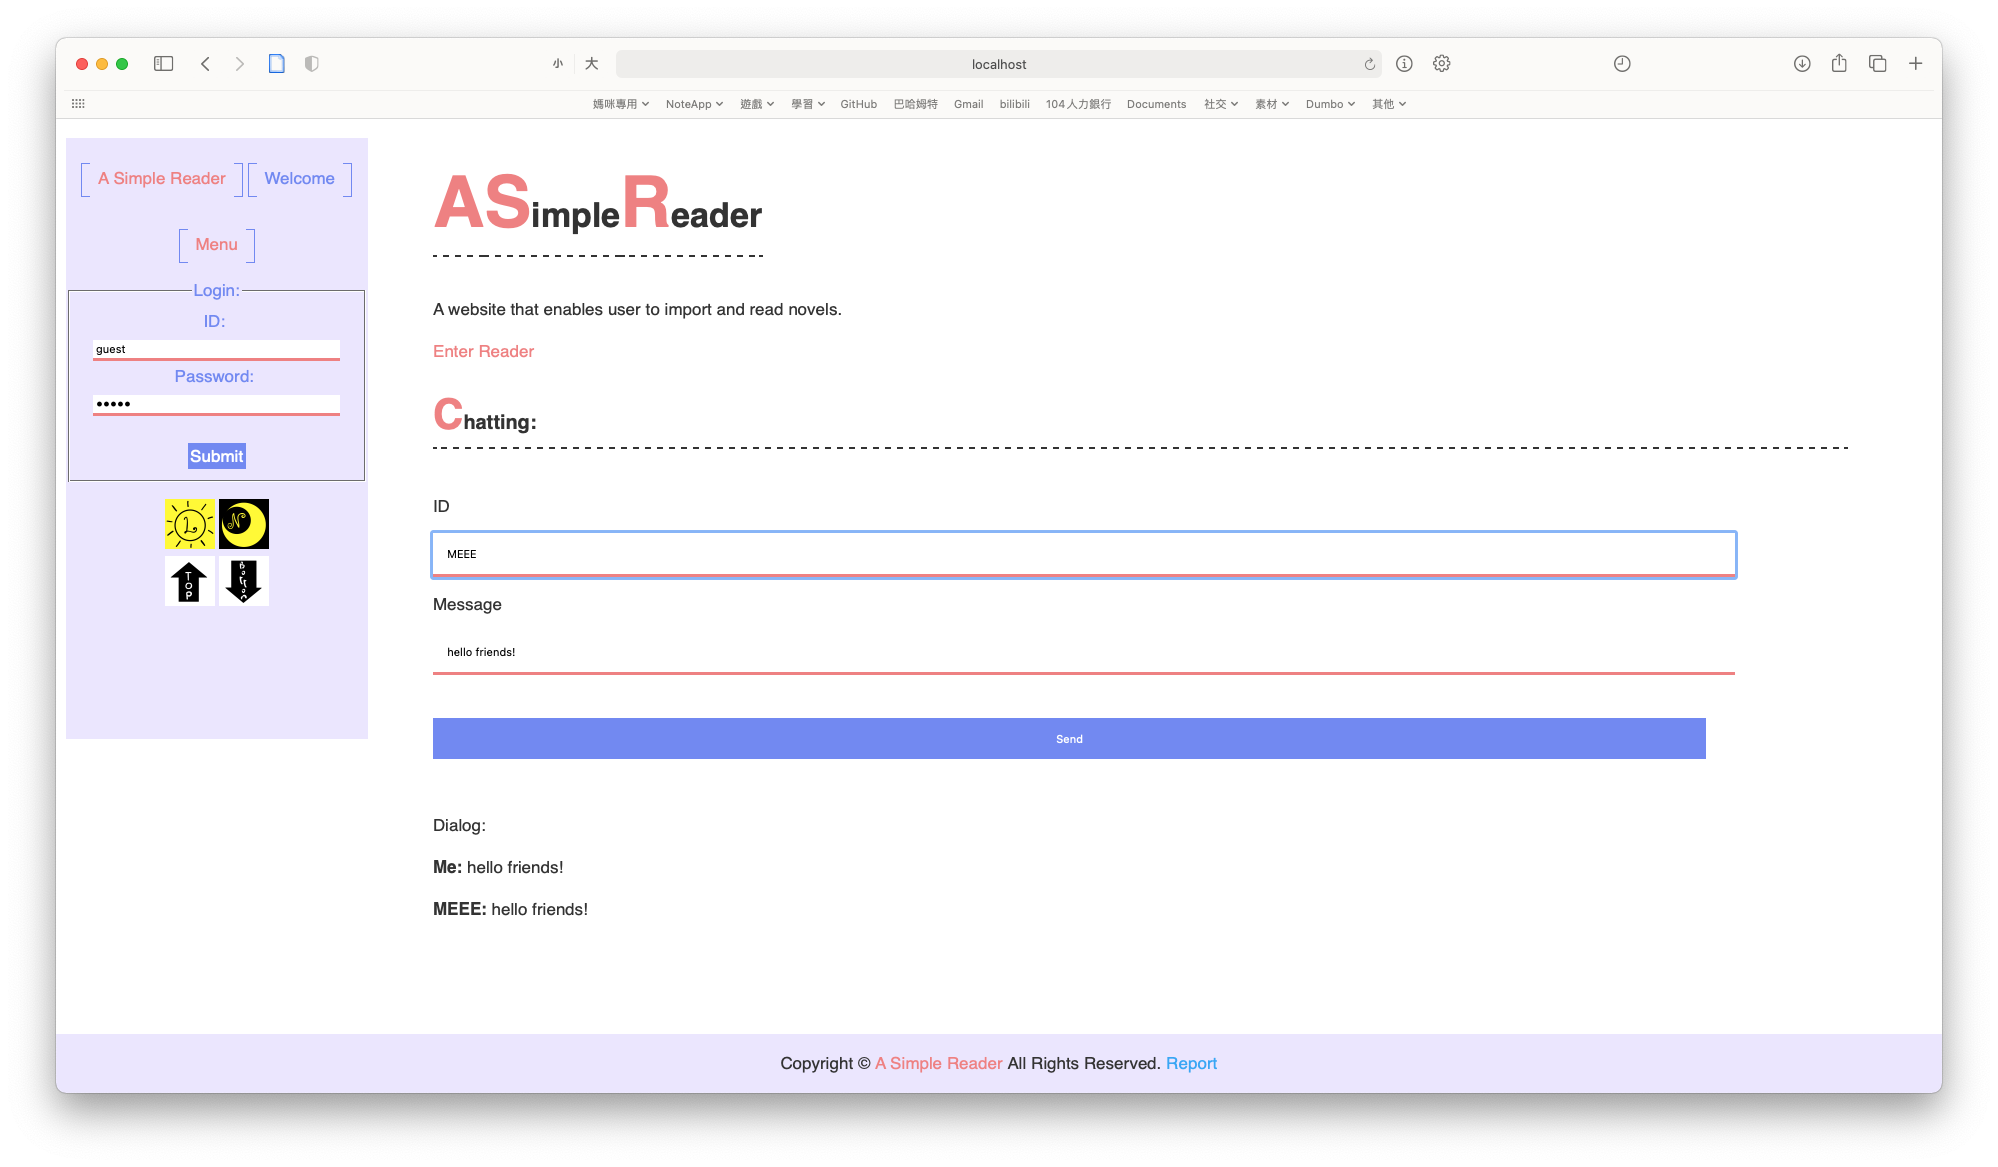 小 大 localhost
媽咪專用 NoteApp 遊戲 學習 GitHub 巴哈姆特 Gmail bilibili 104人力銀行 Documents 社交 素材 Dumbo 其他
A Simple Reader Welcome
Menu
Login:
ID:
guest
Password:
•••••
Submit
L N
TOP BOTTOM
ASimpleReader
A website that enables user to import and read novels.
Enter Reader
Chatting:
ID
MEEE
Message
hello friends!
Send
Dialog:
Me: hello friends!
MEEE: hello friends!
Copyright © A Simple Reader All Rights Reserved. Report